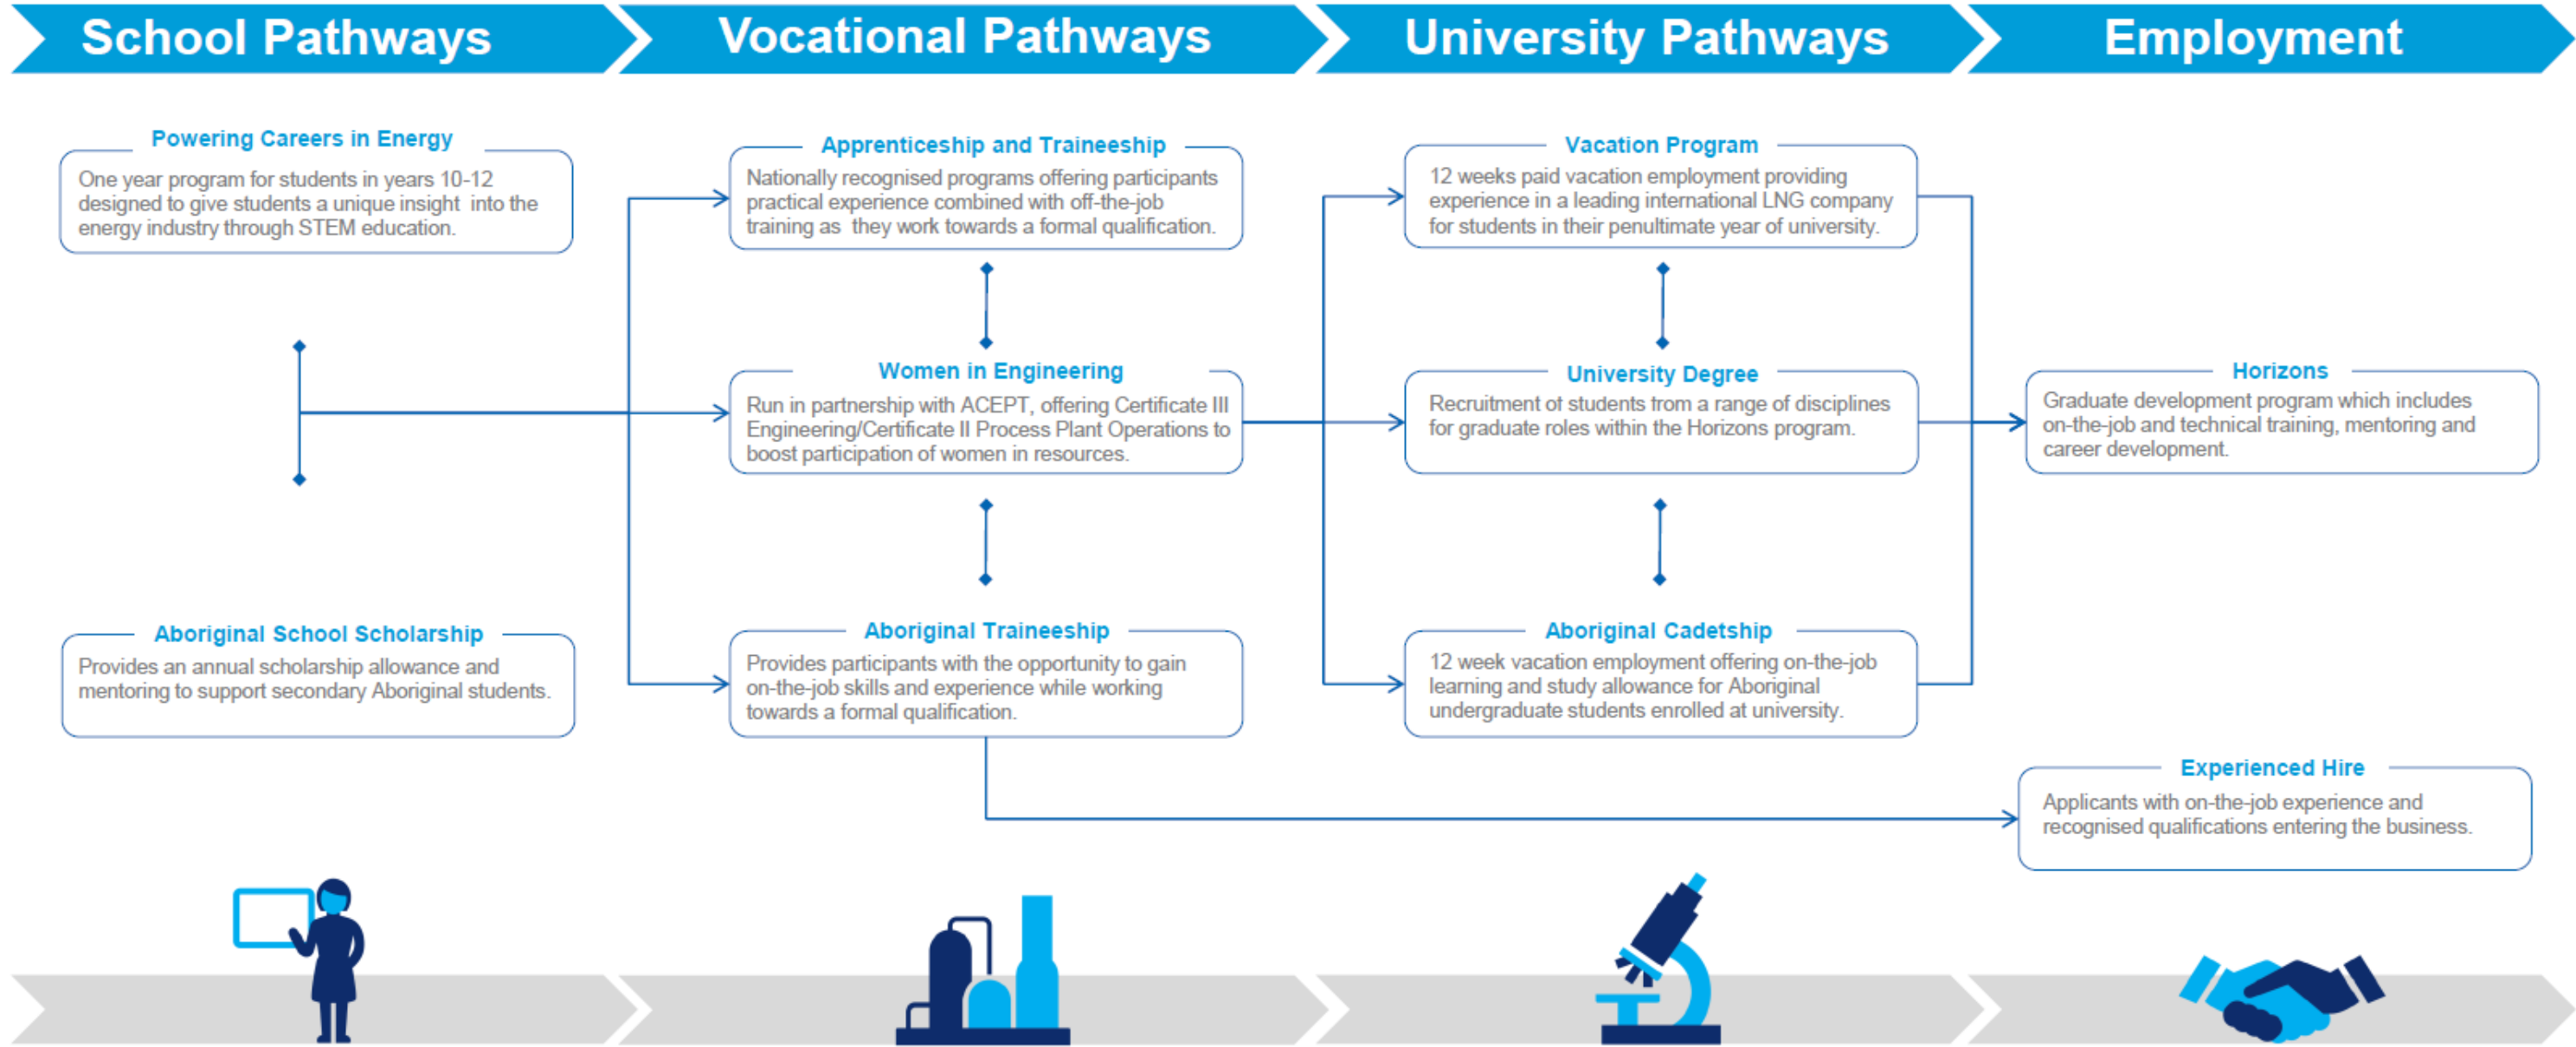 School Pathways
Vocational Pathways
University Pathways
Employment
Powering Careers in Energy
One year program for students in years 10-12
designed to give students a unique insight into the
energy industry through STEM education.
Aboriginal School Scholarship
Provides an annual scholarship allowance and
mentoring to support secondary Aboriginal students.
Apprenticeship and Traineeship
Nationally recognised programs offering participants
practical experience combined with off-the-job
training as they work towards a formal qualification.
Women in Engineering
Run in partnership with ACEPT, offering Certificate III
Engineering/Certificate II Process Plant Operations to
boost participation of women in resources.
Aboriginal Traineeship
Provides participants with the opportunity to gain
on-the-job skills and experience while working
towards a formal qualification.
Vacation Program
12 weeks paid vacation employment providing
experience in a leading international LNG company
for students in their penultimate year of university.
University Degree
Recruitment of students from a range of disciplines
for graduate roles within the Horizons program.
Aboriginal Cadetship
12 week vacation employment offering on-the-job
learning and study allowance for Aboriginal
undergraduate students enrolled at university.
Horizons
Graduate development program which includes
on-the-job and technical training, mentoring and
career development.
Experienced Hire
Applicants with on-the-job experience and
recognised qualifications entering the business.